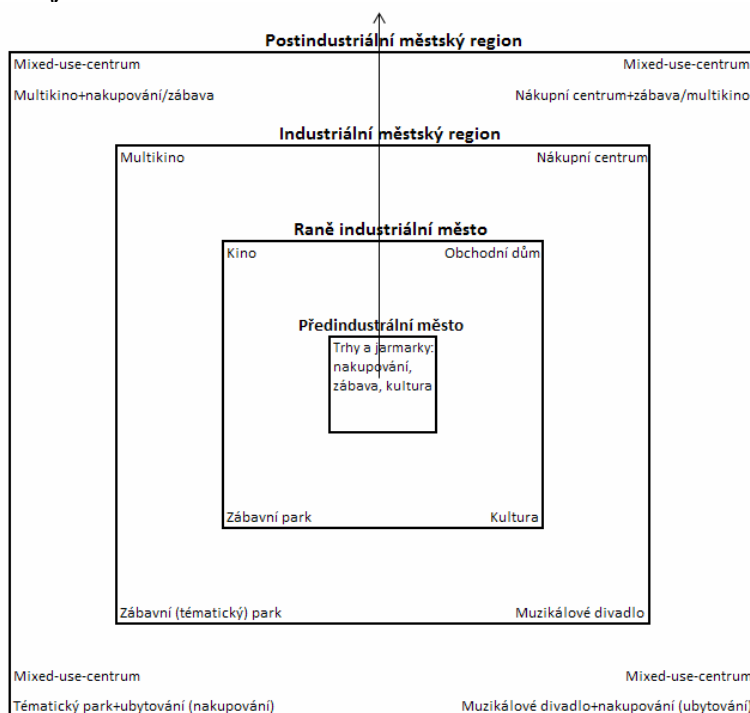 Postindustriální městský region
Mixed-use-centrum Mixed-use-centrum
Multikino+nakupování/zábava Nákupní centrum+zábava/multikino
Industriální městský region
Multikino Nákupní centrum
Raně industriální město
Kino Obchodní dům
Předindustrální město
Trhy a jarmarky:
nakupování,
zábava, kultura
Zábavní park Kultura
Zábavní (tématický) park Muzikálové divadlo
Mixed-use-centrum Mixed-use-centrum
Tématický park+ubytování (nakupování) Muzikálové divadlo+nakupování (ubytování)